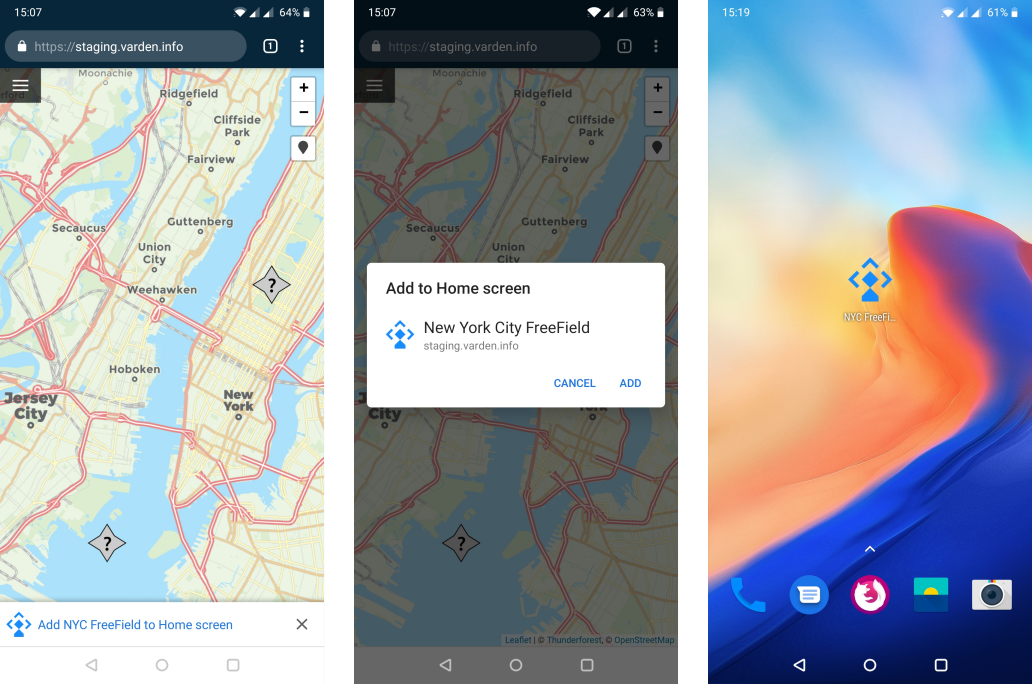 15:07
64%
https://staging.varden.info
1
Moonachie
Ridgefield
+
Cliffside
Park
−
Fairview
Guttenberg
Secaucus
Union
City
?
Weehawken
Hoboken
Jersey
City
New
York
?
Add NYC FreeField to Home screen
15:07
63%
https://staging.varden.info
1
Moonachie
Ridgefield
+
Cliffside
Park
−
Fairview
Guttenberg
Secaucus
Union
City
Add to Home screen
New York City FreeField
staging.varden.info
CANCEL ADD
City
York
?
Leaflet | © Thunderforest, © OpenStreetMap
15:19
61%
NYC FreeFi…